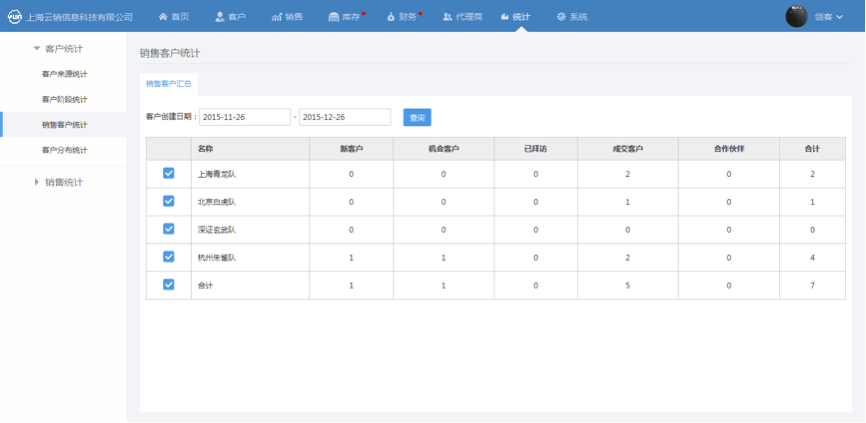 yun 上海云销信息科技有限公司 首页 客户 销售 库存 财务 代理商 统计 系统 剑客
客户统计
客户来源统计
客户阶段统计
销售客户统计
客户分布统计
销售统计
销售客户统计
销售客户汇总
客户创建日期： 2015-11-26 - 2015-12-26 查询
名称 新客户 机会客户 已拜访 成交客户 合作伙伴 合计
上海青龙队 0 0 0 2 0 2
北京白虎队 0 0 0 1 0 1
深证玄武队 0 0 0 0 0 0
杭州朱雀队 1 1 0 2 0 4
合计 1 1 0 5 0 7